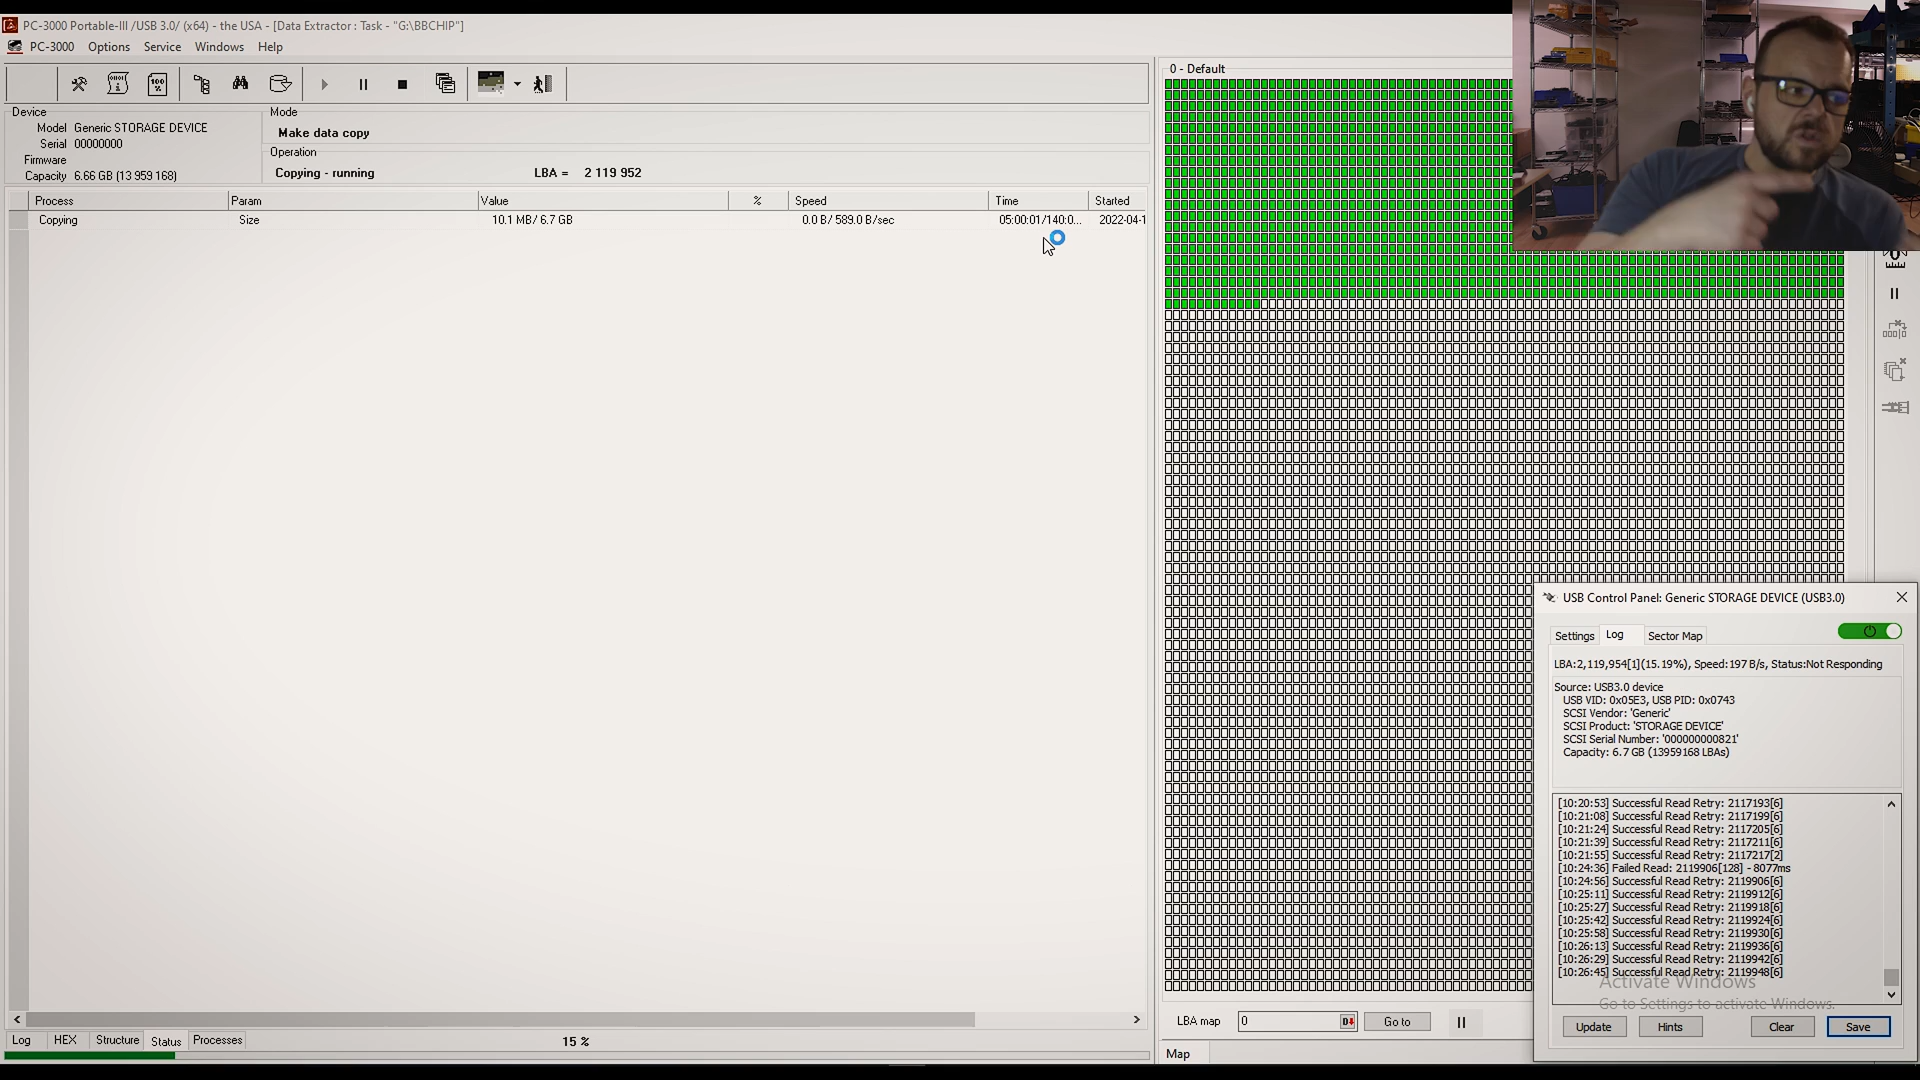 PC-3000 Portable-III /USB 3.0/ (x64) - the USA - [Data Extractor : Task - "G:\BBCHIP"]
PC-3000 Options Service Windows Help
Device
Model Generic STORAGE DEVICE
Serial 00000000
Firmware
Capacity 6.66 GB (13 959 168)
Mode
Make data copy
Operation
Copying - running LBA = 2 119 952
Process Param Value % Speed Time Started
Copying Size 10.1 MB/ 6.7 GB 0.0 B/ 589.0 B/sec 05:00:01/140:0... 2022-04-1
0 - Default
USB Control Panel: Generic STORAGE DEVICE (USB3.0)
Settings Log Sector Map
LBA:2,119,954[1](15.19%), Speed:197 B/s, Status:Not Responding
Source: USB3.0 device
USB VID: 0x05E3, USB PID: 0x0743
SCSI Vendor: 'Generic'
SCSI Product: 'STORAGE DEVICE'
SCSI Serial Number: '000000000821'
Capacity: 6.7 GB (13959168 LBAs)
[10:20:53] Successful Read Retry: 2117193[6]
[10:21:08] Successful Read Retry: 2117199[6]
[10:21:24] Successful Read Retry: 2117205[6]
[10:21:39] Successful Read Retry: 2117211[6]
[10:21:55] Successful Read Retry: 2117217[2]
[10:24:36] Failed Read: 2119906[128] - 8077ms
[10:24:56] Successful Read Retry: 2119906[6]
[10:25:11] Successful Read Retry: 2119912[6]
[10:25:27] Successful Read Retry: 2119918[6]
[10:25:42] Successful Read Retry: 2119924[6]
[10:25:58] Successful Read Retry: 2119930[6]
[10:26:13] Successful Read Retry: 2119936[6]
[10:26:29] Successful Read Retry: 2119942[6]
[10:26:45] Successful Read Retry: 2119948[6]
Activate Windows
Go to Settings to activate Windows.
Update Hints Clear Save
LBA map 0 Go to
Map
Log HEX Structure Status Processes 15 %